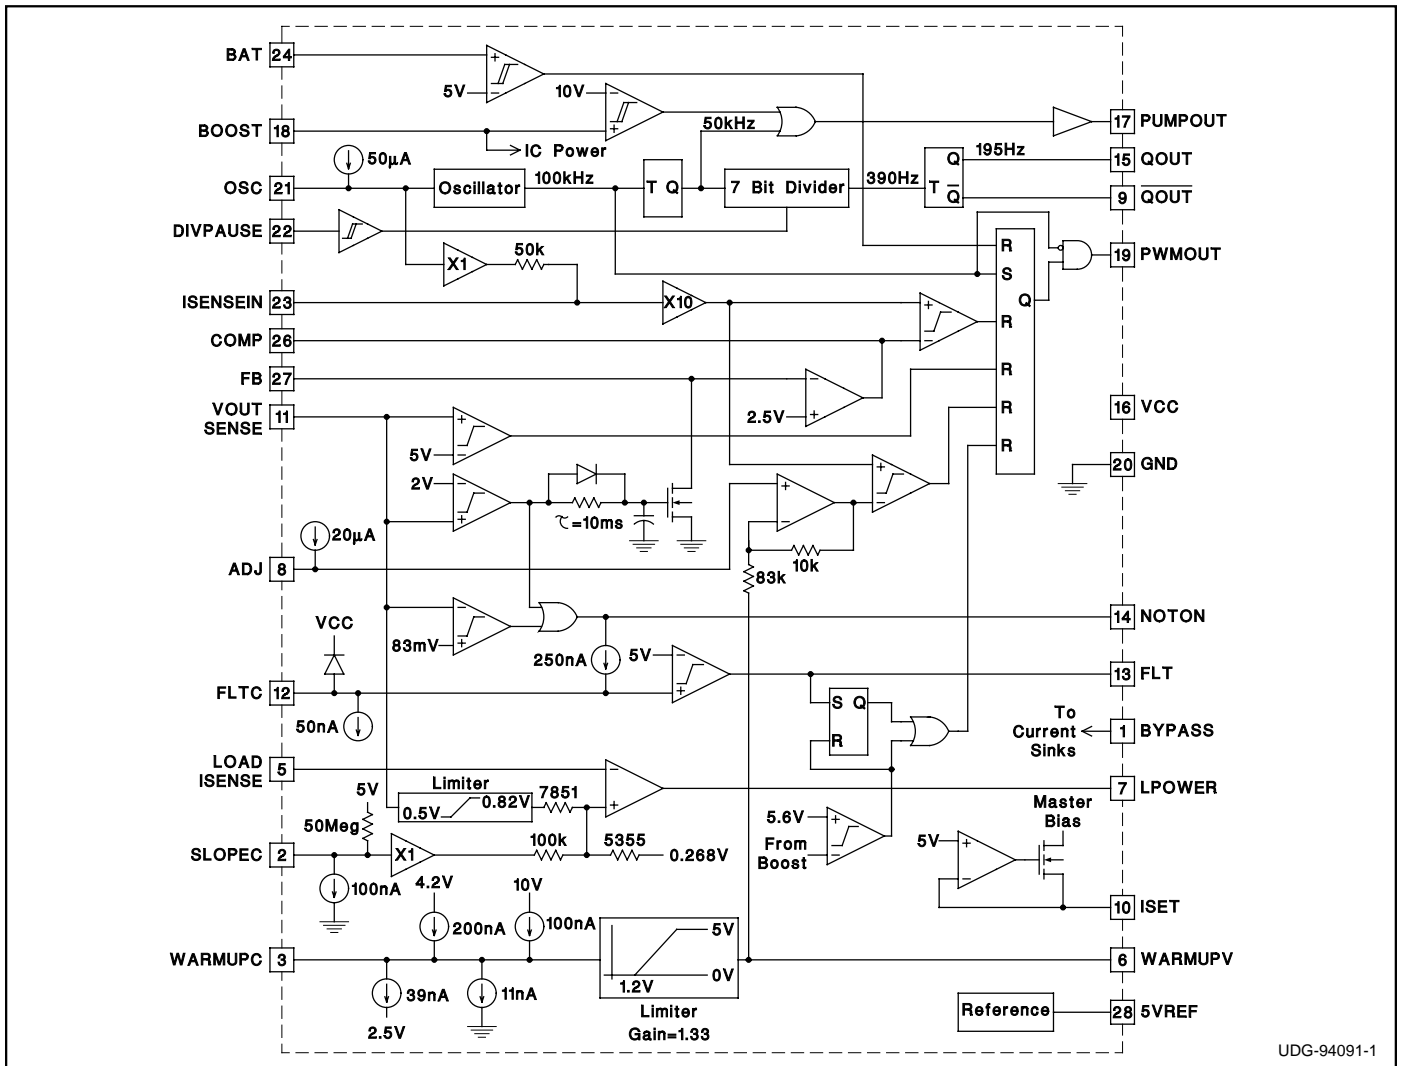 BAT 24
5V
10V
50kHz
BOOST 18
IC Power
17 PUMPOUT
195Hz
Q
15 QOUT
50µA
OSC 21
Oscillator
100kHz
T Q
7 Bit Divider
390Hz
T Q
9 QOUT
DIVPAUSE 22
X1
50k
R
S
Q
R
R
R
R
19 PWMOUT
ISENSEIN 23
X10
COMP 26
FB 27
2.5V
VOUT
SENSE
11
5V
16 VCC
20 GND
2V
τ=10ms
20µA
ADJ 8
10k
83k
83mV
14 NOTON
VCC
250nA
5V
FLTC 12
13 FLT
50nA
S Q
R
To
Current
Sinks
1 BYPASS
LOAD
ISENSE
5
Limiter
0.5V 0.82V
7851
7 LPOWER
5V
50Meg
5.6V
From
Boost
Master
Bias
5V
SLOPEC 2
X1
100k
5355
0.268V
100nA
4.2V
200nA
10V
100nA
10 ISET
WARMUPC 3
5V
0V
1.2V
Limiter
Gain=1.33
6 WARMUPV
39nA
2.5V
11nA
Reference
28 5VREF
UDG-94091-1